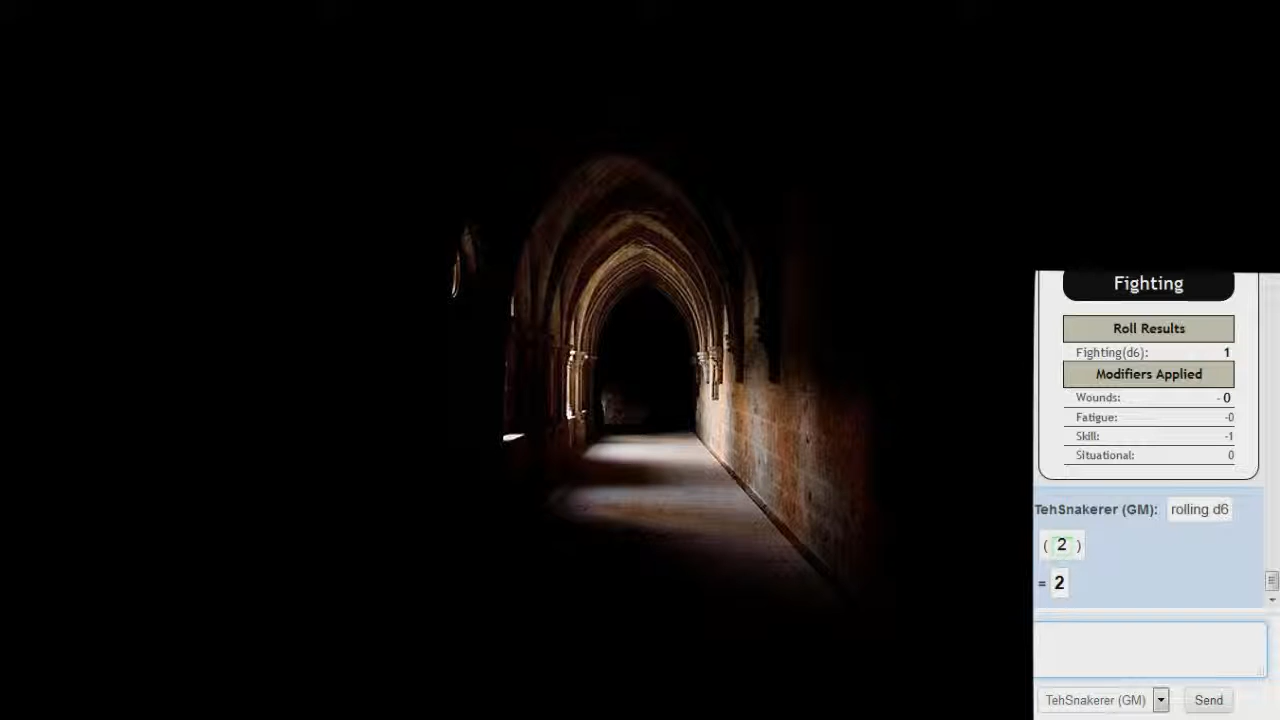 Fighting
Roll Results
Fighting(d6): 1
Modifiers Applied
Wounds: -0
Fatigue: -0
Skill: -1
Situational: 0
TehSnakerer (GM): rolling d6
( 2 )
= 2
TehSnakerer (GM) Send